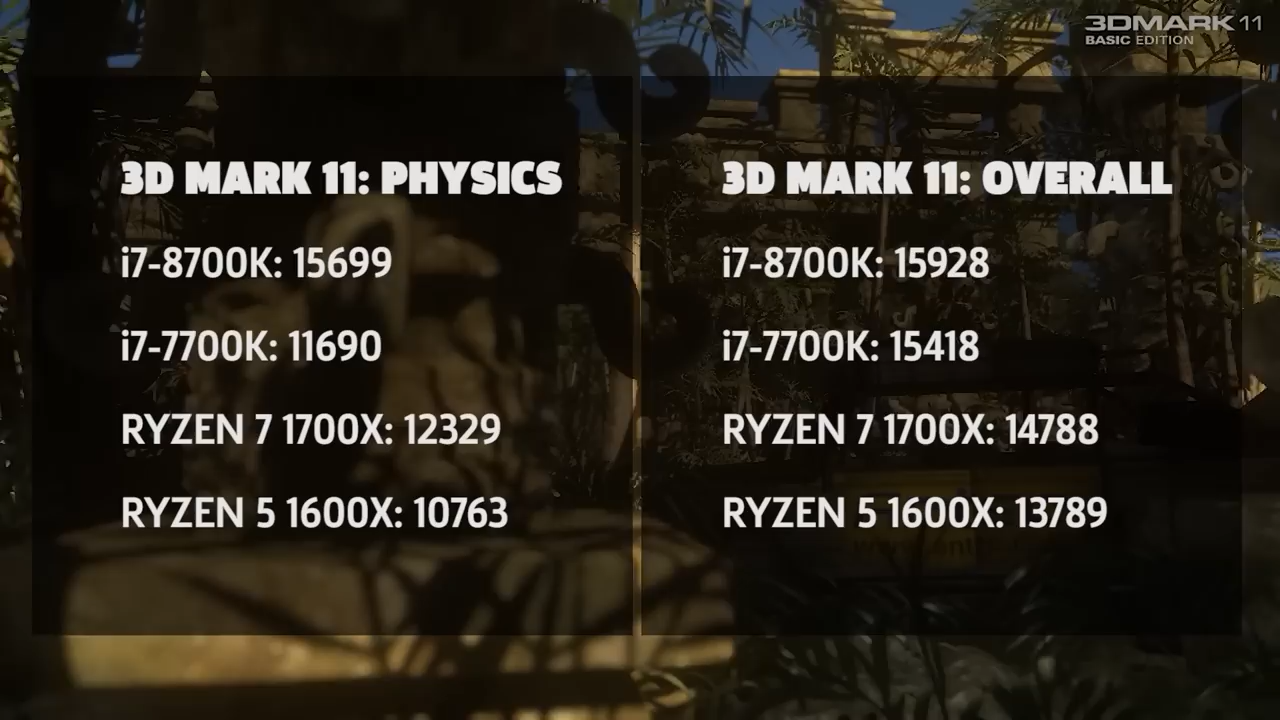 3DMARK 11
BASIC EDITION
3D MARK 11: PHYSICS
i7-8700K: 15699
i7-7700K: 11690
RYZEN 7 1700X: 12329
RYZEN 5 1600X: 10763
3D MARK 11: OVERALL
i7-8700K: 15928
i7-7700K: 15418
RYZEN 7 1700X: 14788
RYZEN 5 1600X: 13789